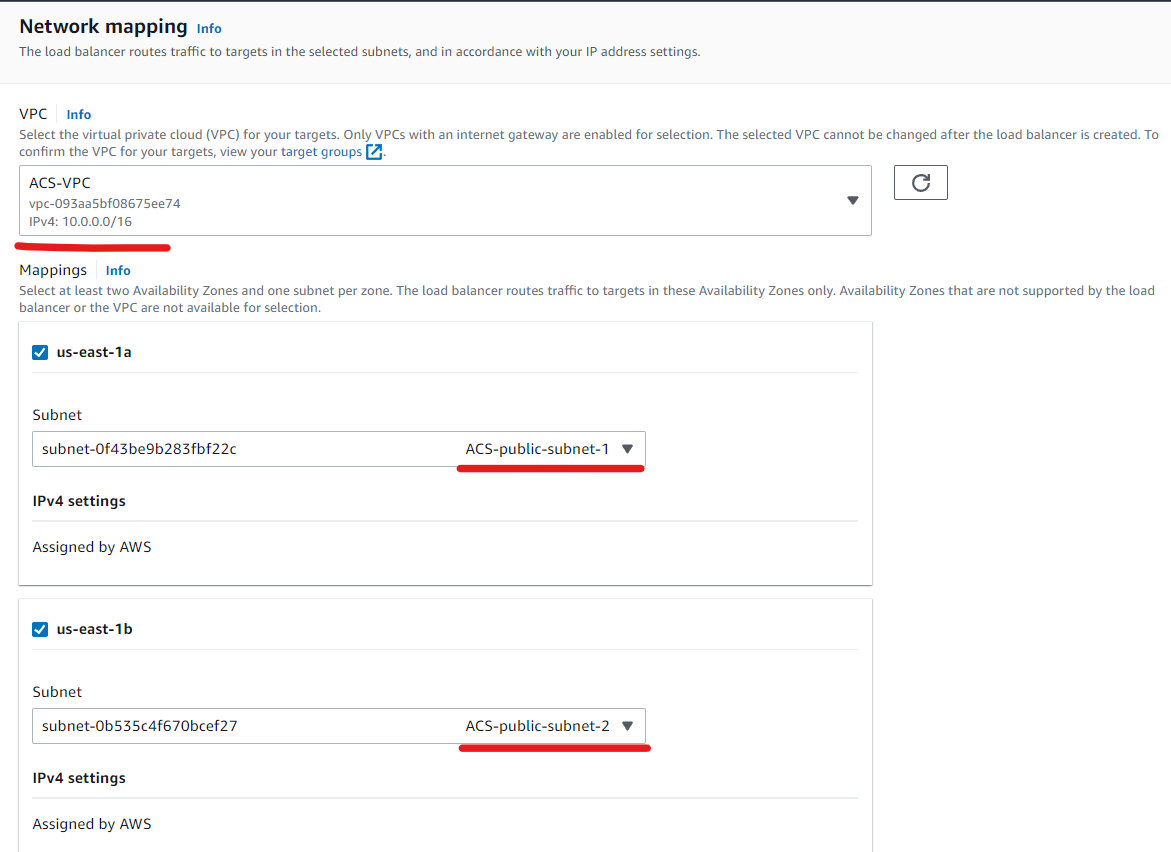 Network mapping Info
The load balancer routes traffic to targets in the selected subnets, and in accordance with your IP address settings.
VPC Info
Select the virtual private cloud (VPC) for your targets. Only VPCs with an internet gateway are enabled for selection. The selected VPC cannot be changed after the load balancer is created. To
confirm the VPC for your targets, view your target groups.
ACS-VPC
vpc-093aa5bf08675ee74
IPv4: 10.0.0.0/16
Mappings Info
Select at least two Availability Zones and one subnet per zone. The load balancer routes traffic to targets in these Availability Zones only. Availability Zones that are not supported by the load
balancer or the VPC are not available for selection.
us-east-1a
Subnet
subnet-0f43be9b283fbf22c ACS-public-subnet-1
IPv4 settings
Assigned by AWS
us-east-1b
Subnet
subnet-0b535c4f670bcef27 ACS-public-subnet-2
IPv4 settings
Assigned by AWS